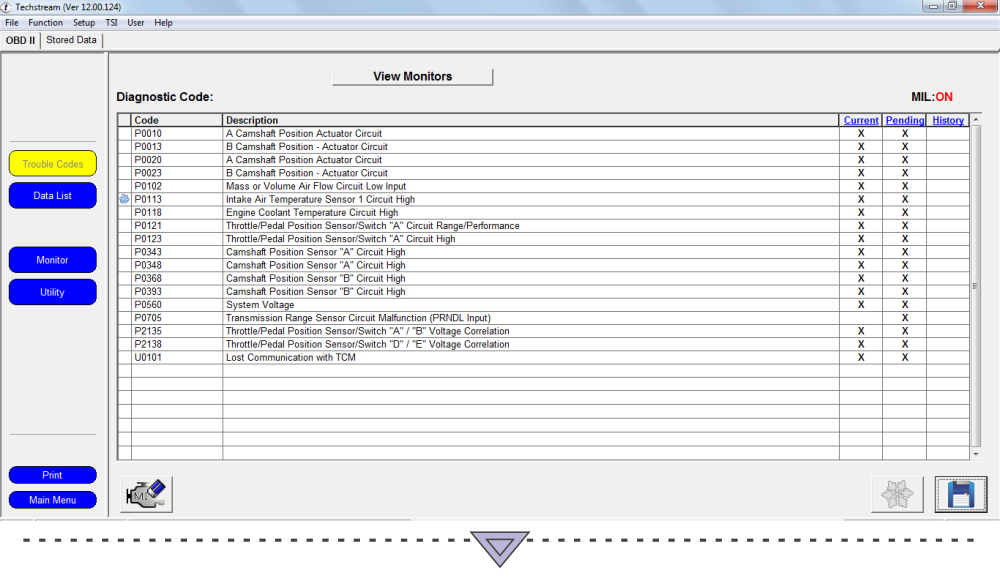 Techstream (Ver 12.00.124)
File Function Setup TSI User Help
OBD II Stored Data
View Monitors
Diagnostic Code: MIL:ON
Code Description Current Pending History
P0010 A Camshaft Position Actuator Circuit X X
P0013 B Camshaft Position - Actuator Circuit X X
P0020 A Camshaft Position Actuator Circuit X X
P0023 B Camshaft Position - Actuator Circuit X X
P0102 Mass or Volume Air Flow Circuit Low Input X X
P0113 Intake Air Temperature Sensor 1 Circuit High X X
P0118 Engine Coolant Temperature Circuit High X X
P0121 Throttle/Pedal Position Sensor/Switch "A" Circuit Range/Performance X X
P0123 Throttle/Pedal Position Sensor/Switch "A" Circuit High X X
P0343 Camshaft Position Sensor "A" Circuit High X X
P0348 Camshaft Position Sensor "A" Circuit High X X
P0368 Camshaft Position Sensor "B" Circuit High X X
P0393 Camshaft Position Sensor "B" Circuit High X X
P0560 System Voltage X X
P0705 Transmission Range Sensor Circuit Malfunction (PRNDL Input) X
P2135 Throttle/Pedal Position Sensor/Switch "A" / "B" Voltage Correlation X X
P2138 Throttle/Pedal Position Sensor/Switch "D" / "E" Voltage Correlation X X
U0101 Lost Communication with TCM X X
Trouble Codes
Data List
Monitor
Utility
Print
Main Menu